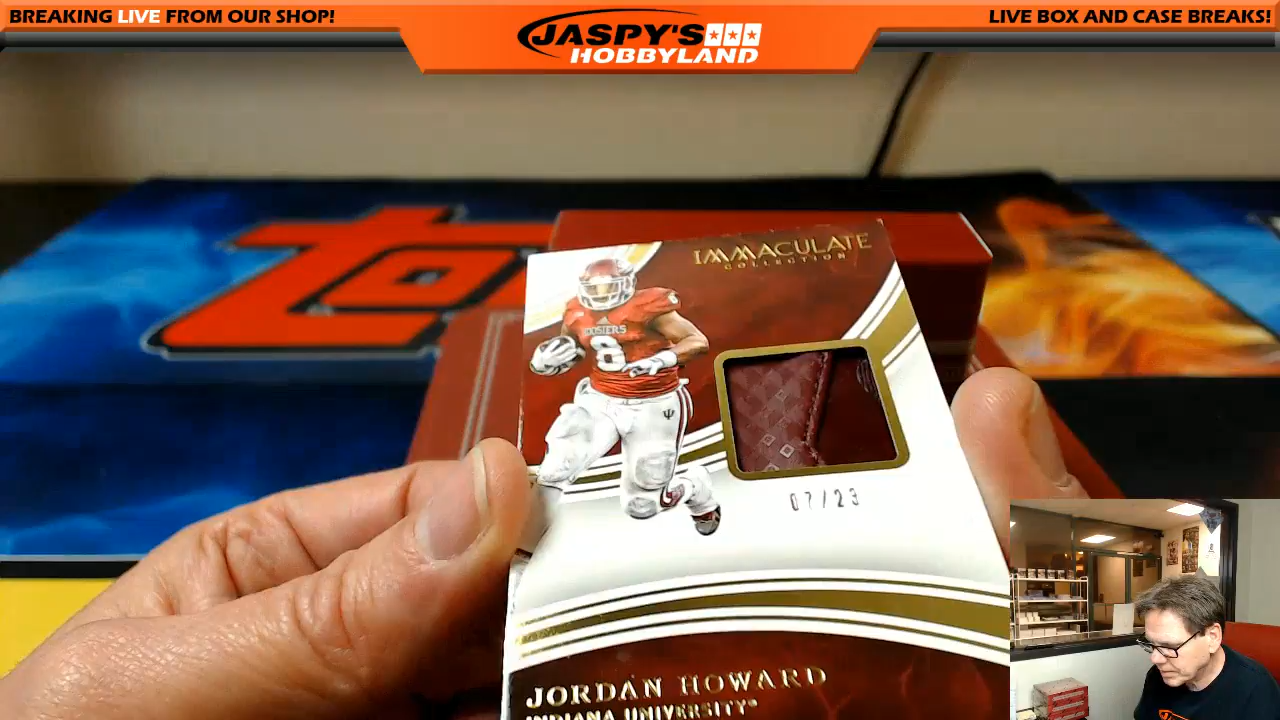 BREAKING LIVE FROM OUR SHOP!
JASPY'S
HOBBYLAND
LIVE BOX AND CASE BREAKS!
IMMACULATE
COLLECTION
HOOSIERS
8
07/23
JORDAN HOWARD
INDIANA UNIVERSITY